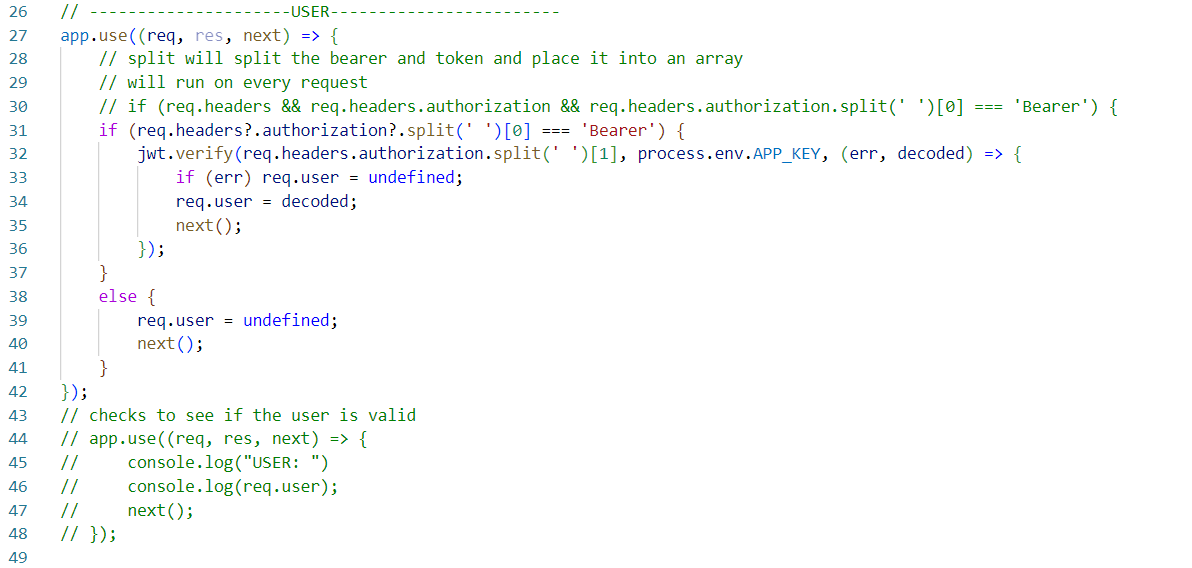 26 // ---------------------USER------------------------
27 app.use((req, res, next) => {
28     // split will split the bearer and token and place it into an array
29     // will run on every request
30     // if (req.headers && req.headers.authorization && req.headers.authorization.split(' ')[0] === 'Bearer') {
31     if (req.headers?.authorization?.split(' ')[0] === 'Bearer') {
32         jwt.verify(req.headers.authorization.split(' ')[1], process.env.APP_KEY, (err, decoded) => {
33             if (err) req.user = undefined;
34             req.user = decoded;
35             next();
36         });
37     }
38     else {
39         req.user = undefined;
40         next();
41     }
42 });
43 // checks to see if the user is valid
44 // app.use((req, res, next) => {
45 //     console.log("USER: ")
46 //     console.log(req.user);
47 //     next();
48 // });
49